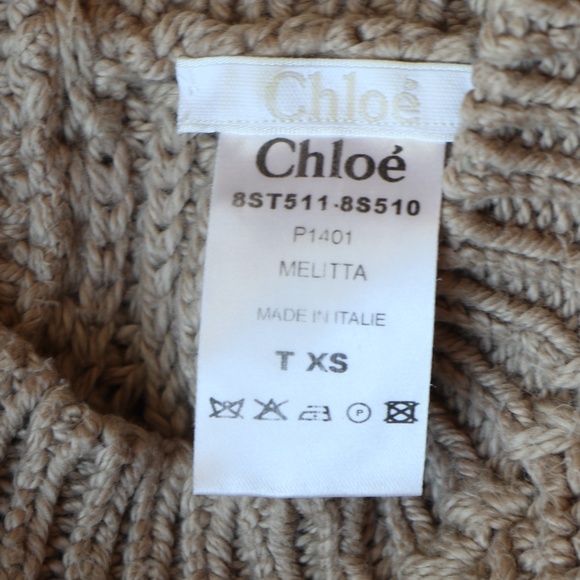 Chloé
Chloé
8ST511-8S510
P1401
MELITTA
MADE IN ITALIE
T XS
P